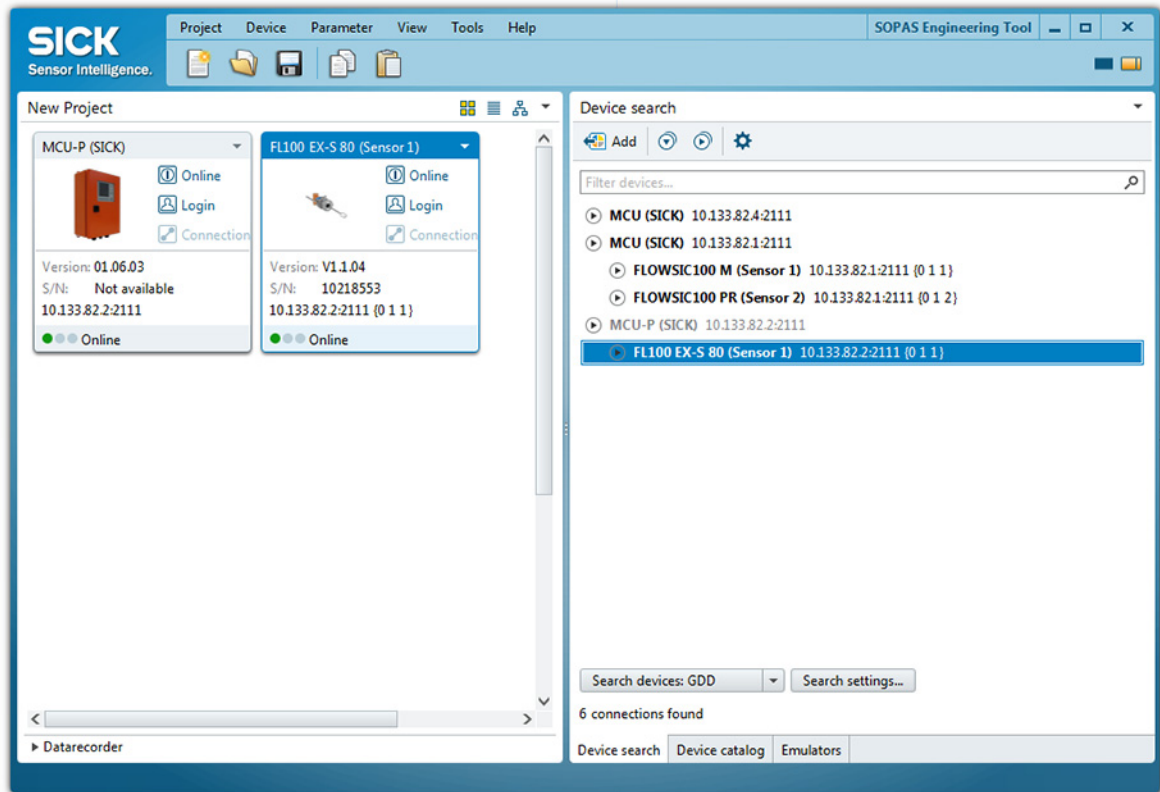 SICK
Sensor Intelligence.
Project Device Parameter View Tools Help
SOPAS Engineering Tool
New Project
MCU-P (SICK)
Online
Login
Connection
Version: 01.06.03
S/N: Not available
10.133.82.2:2111
Online
FL100 EX-S 80 (Sensor 1)
Online
Login
Connection
Version: V1.1.04
S/N: 10218553
10.133.82.2:2111 {0 1 1}
Online
Datarecorder
Device search
Add
Filter devices...
MCU (SICK) 10.133.82.4:2111
MCU (SICK) 10.133.82.1:2111
FLOWSIC100 M (Sensor 1) 10.133.82.1:2111 {0 1 1}
FLOWSIC100 PR (Sensor 2) 10.133.82.1:2111 {0 1 2}
MCU-P (SICK) 10.133.82.2:2111
FL100 EX-S 80 (Sensor 1) 10.133.82.2:2111 {0 1 1}
Search devices: GDD Search settings...
6 connections found
Device search Device catalog Emulators